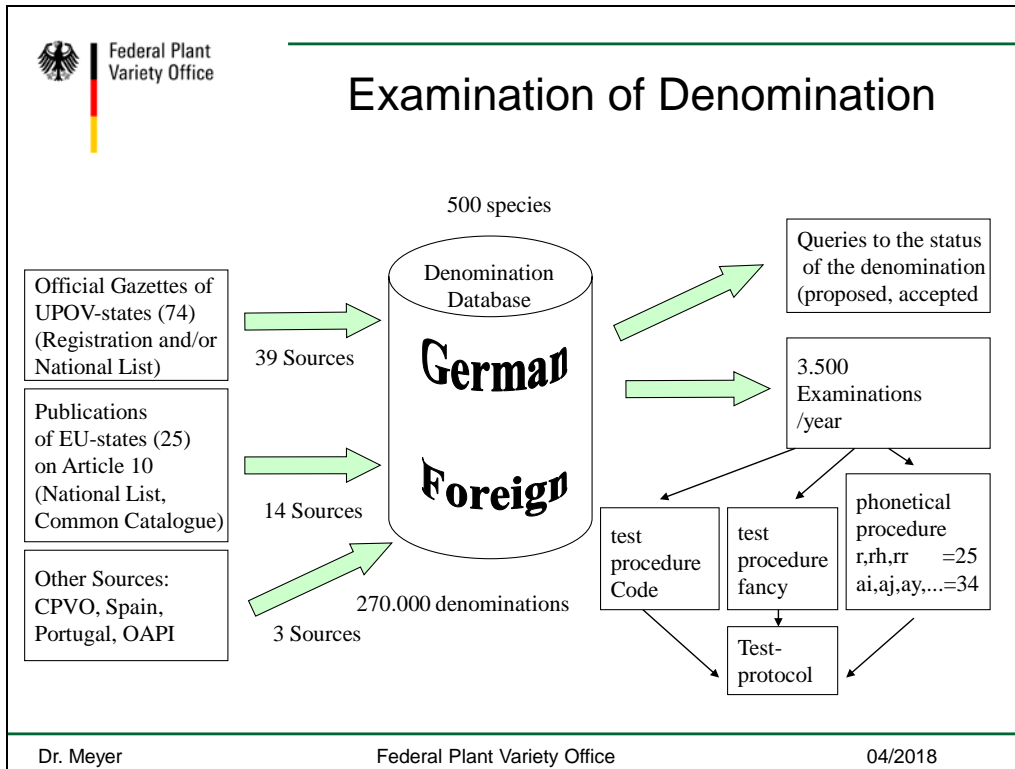 Federal Plant
Variety Office
Examination of Denomination
500 species
Official Gazettes of
UPOV-states (74)
(Registration and/or
National List)
39 Sources
Publications
of EU-states (25)
on Article 10
(National List,
Common Catalogue)
14 Sources
Other Sources:
CPVO, Spain,
Portugal, OAPI
3 Sources
Denomination
Database
German
Foreign
270.000 denominations
Queries to the status
of the denomination
(proposed, accepted
3.500
Examinations
/year
test
procedure
Code
test
procedure
fancy
phonetical
procedure
r,rh,rr =25
ai,aj,ay,...=34
Test-
protocol
Dr. Meyer Federal Plant Variety Office 04/2018